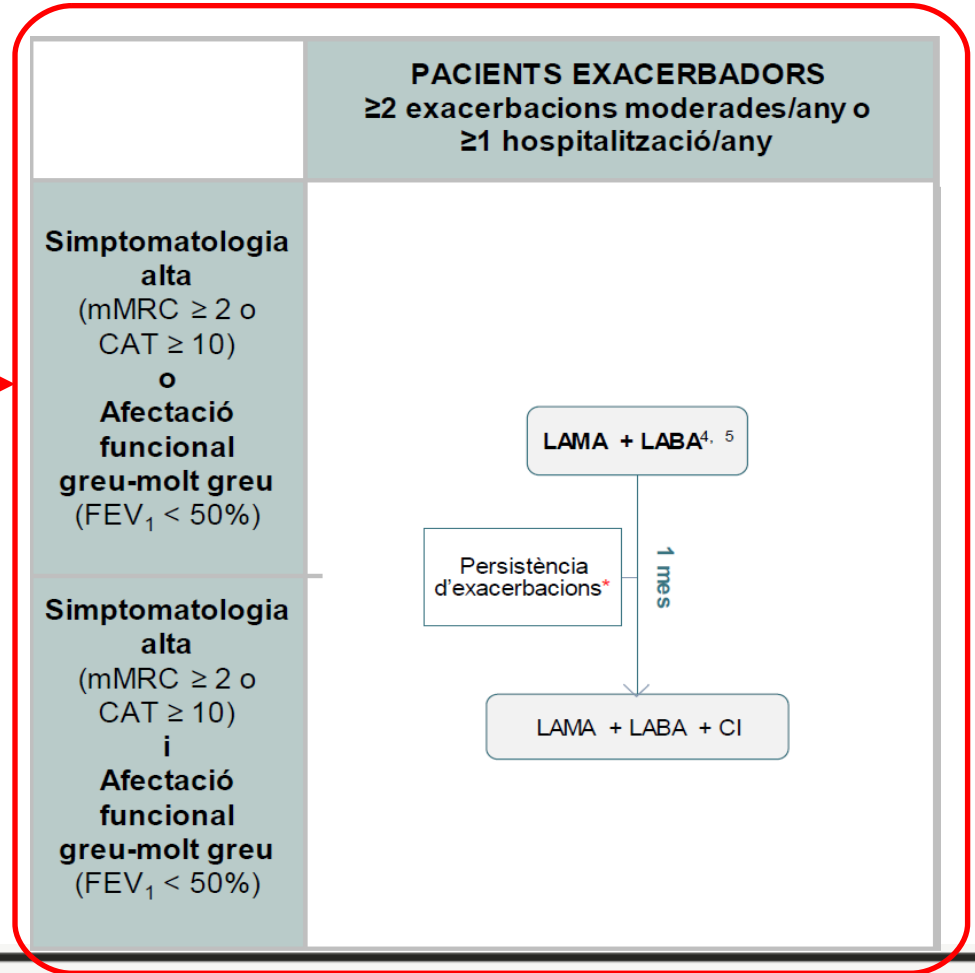 PACIENTS EXACERBADORS
≥2 exacerbacions moderades/any o
≥1 hospitalització/any
Simptomatologia
alta
(mMRC ≥ 2 o
CAT ≥ 10)
o
Afectació
funcional
greu-molt greu
(FEV₁ < 50%)
LAMA + LABA⁴˒ ⁵
Persistència
d'exacerbacions*
1 mes
Simptomatologia
alta
(mMRC ≥ 2 o
CAT ≥ 10)
i
Afectació
funcional
greu-molt greu
(FEV₁ < 50%)
LAMA + LABA + CI